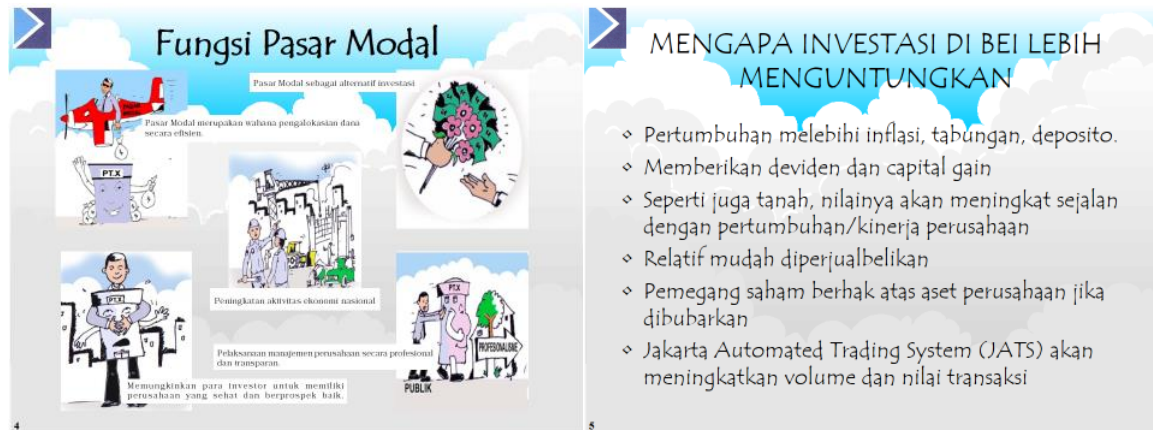 Fungsi Pasar Modal
Pasar Modal sebagai alternatif investasi
Pasar Modal merupakan wahana pengalokasian dana
secara efisien.
PT.X
Peningkatan aktivitas ekonomi nasional
PT.X
Memungkinkan para investor untuk memiliki
perusahaan yang sehat dan berprospek baik.
Pelaksanaan manajemen perusahaan secara profesional
dan transparan.
PT.X
PROFESIONALISME
PUBLIK
4
MENGAPA INVESTASI DI BEI LEBIH
MENGUNTUNGKAN
Pertumbuhan melebihi inflasi, tabungan, deposito.
Memberikan deviden dan capital gain
Seperti juga tanah, nilainya akan meningkat sejalan
dengan pertumbuhan/kinerja perusahaan
Relatif mudah diperjualbelikan
Pemegang saham berhak atas aset perusahaan jika
dibubarkan
Jakarta Automated Trading System (JATS) akan
meningkatkan volume dan nilai transaksi
5